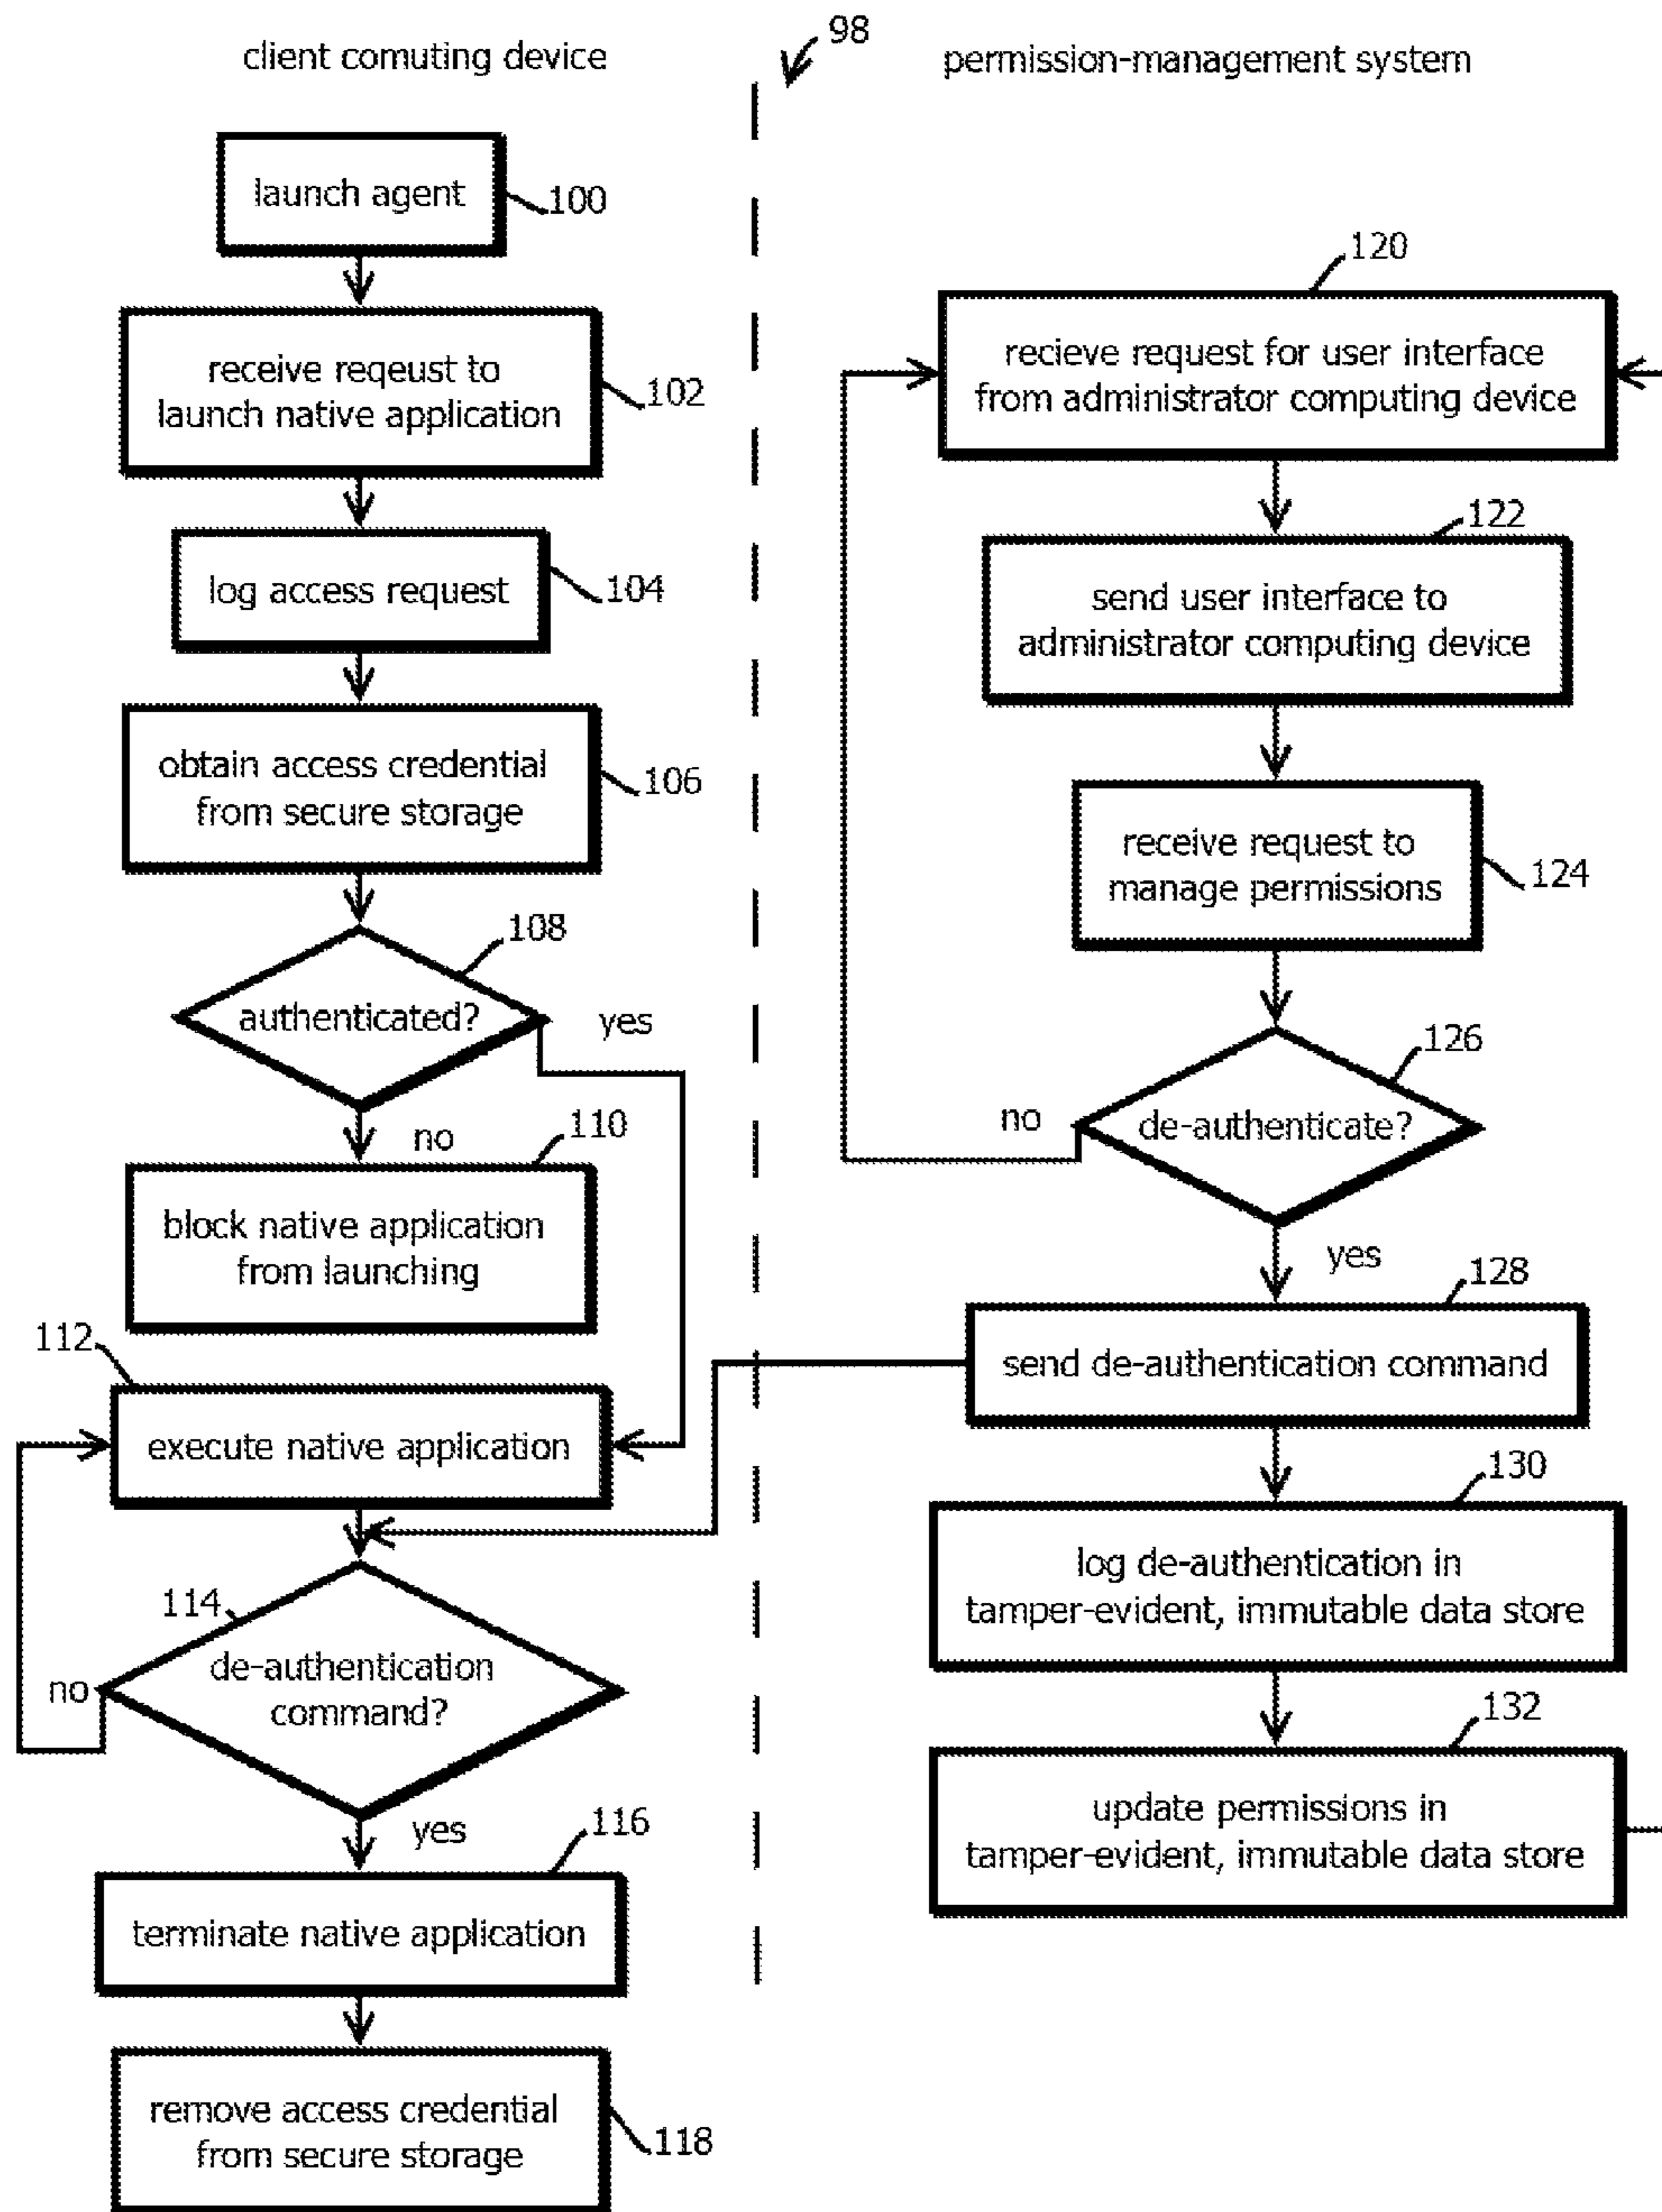 98
client comuting device
permission-management system
launch agent
100
receive reqeust to
launch native application
102
log access request
104
obtain access credential
from secure storage
106
108
authenticated?
yes
no
110
block native application
from launching
112
execute native application
114
de-authentication
command?
no
yes
116
terminate native application
remove access credential
from secure storage
118
120
recieve request for user interface
from administrator computing device
122
send user interface to
administrator computing device
receive request to
manage permissions
124
126
de-authenticate?
no
yes
128
send de-authentication command
130
log de-authentication in
tamper-evident, immutable data store
132
update permissions in
tamper-evident, immutable data store